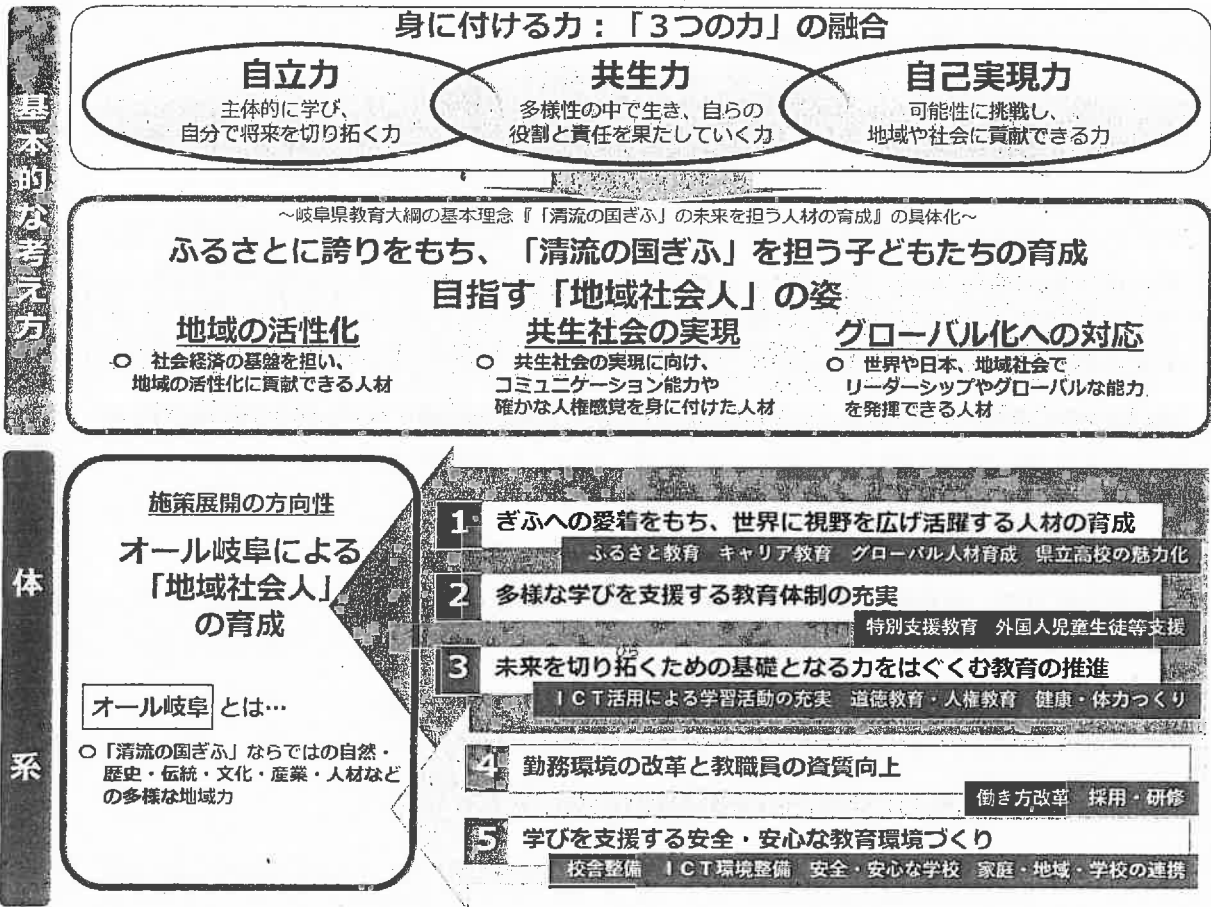 基本的な考え方
身に付ける力：「３つの力」の融合
自立力
主体的に学び、
自分で将来を切り拓く力
共生力
多様性の中で生き、自らの
役割と責任を果たしていく力
自己実現力
可能性に挑戦し、
地域や社会に貢献できる力
～岐阜県教育大綱の基本理念『「清流の国ぎふ」の未来を担う人材の育成』の具体化～
ふるさとに誇りをもち、「清流の国ぎふ」を担う子どもたちの育成
目指す「地域社会人」の姿
地域の活性化
○ 社会経済の基盤を担い、
地域の活性化に貢献できる人材
共生社会の実現
○ 共生社会の実現に向け、
コミュニケーション能力や
確かな人権感覚を身に付けた人材
グローバル化への対応
○ 世界や日本、地域社会で
リーダーシップやグローバルな能力
を発揮できる人材
体系
施策展開の方向性
オール岐阜による
「地域社会人」
の育成
オール岐阜 とは…
○「清流の国ぎふ」ならではの自然・
歴史・伝統・文化・産業・人材など
の多様な地域力
1 ぎふへの愛着をもち、世界に視野を広げ活躍する人材の育成
ふるさと教育 キャリア教育 グローバル人材育成 県立高校の魅力化
2 多様な学びを支援する教育体制の充実
特別支援教育 外国人児童生徒等支援
ひら
3 未来を切り拓くための基礎となる力をはぐくむ教育の推進
ＩＣＴ活用による学習活動の充実 道徳教育・人権教育 健康・体力つくり
4 勤務環境の改革と教職員の資質向上
働き方改革 採用・研修
5 学びを支援する安全・安心な教育環境づくり
校舎整備 ＩＣＴ環境整備 安全・安心な学校 家庭・地域・学校の連携